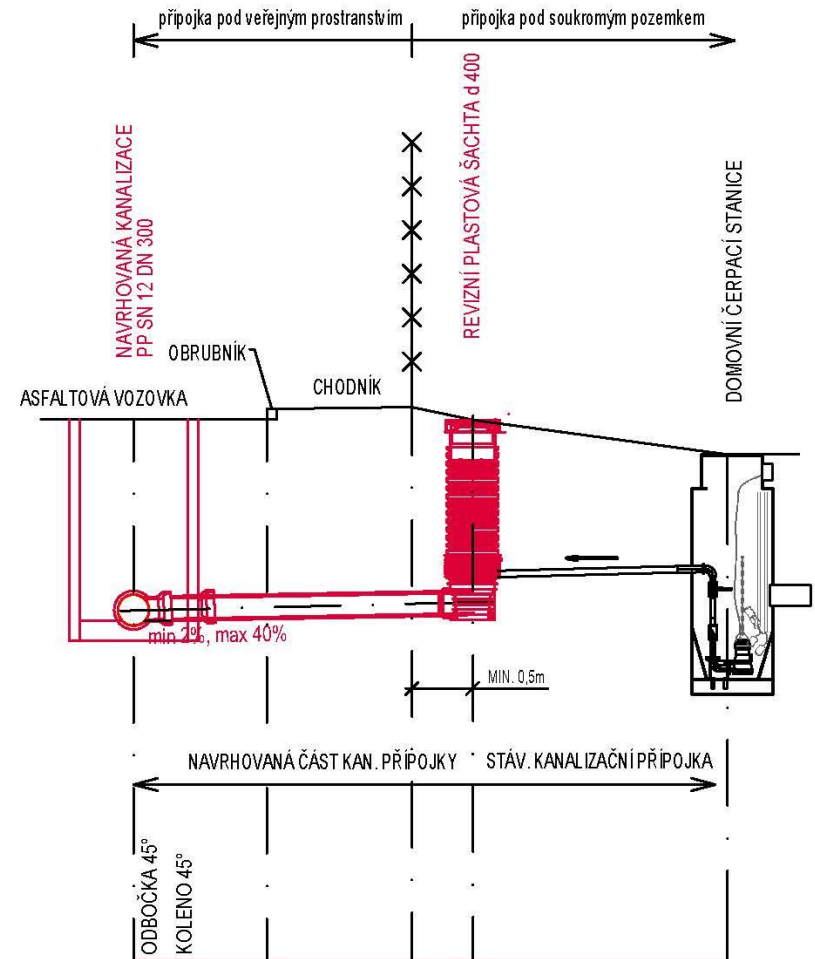 přípojka pod veřejným prostranstvím
přípojka pod soukromým pozemkem
NAVRHOVANÁ KANALIZACE
PP SN 12 DN 300
REVIZNÍ PLASTOVÁ ŠACHTA d 400
DOMOVNÍ ČERPACÍ STANICE
OBRUBNÍK
CHODNÍK
ASFALTOVÁ VOZOVKA
min 2%, max 40%
MIN. 0,5m
NAVRHOVANÁ ČÁST KAN. PŘÍPOJKY
STÁV. KANALIZAČNÍ PŘÍPOJKA
ODBOČKA 45°
KOLENO 45°